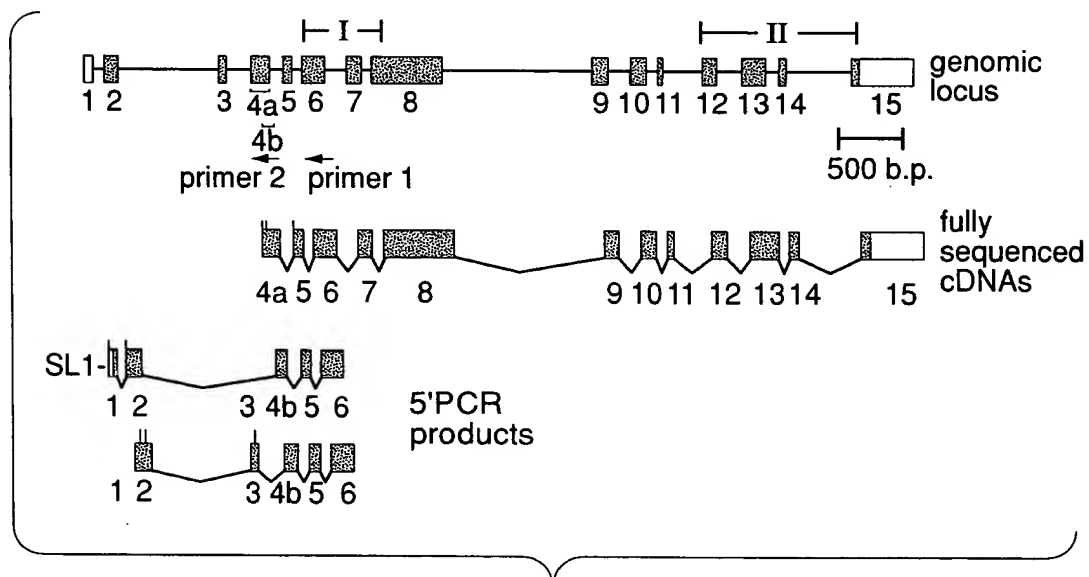 I II
genomic locus
1 2 3 4a 5 6 7 8 9 10 11 12 13 14 15
4b
500 b.p.
primer 2 primer 1
fully sequenced cDNAs
4a 5 6 7 8 9 10 11 12 13 14 15
SL1-
1 2 3 4b 5 6
5'PCR products
1 2 3 4b 5 6